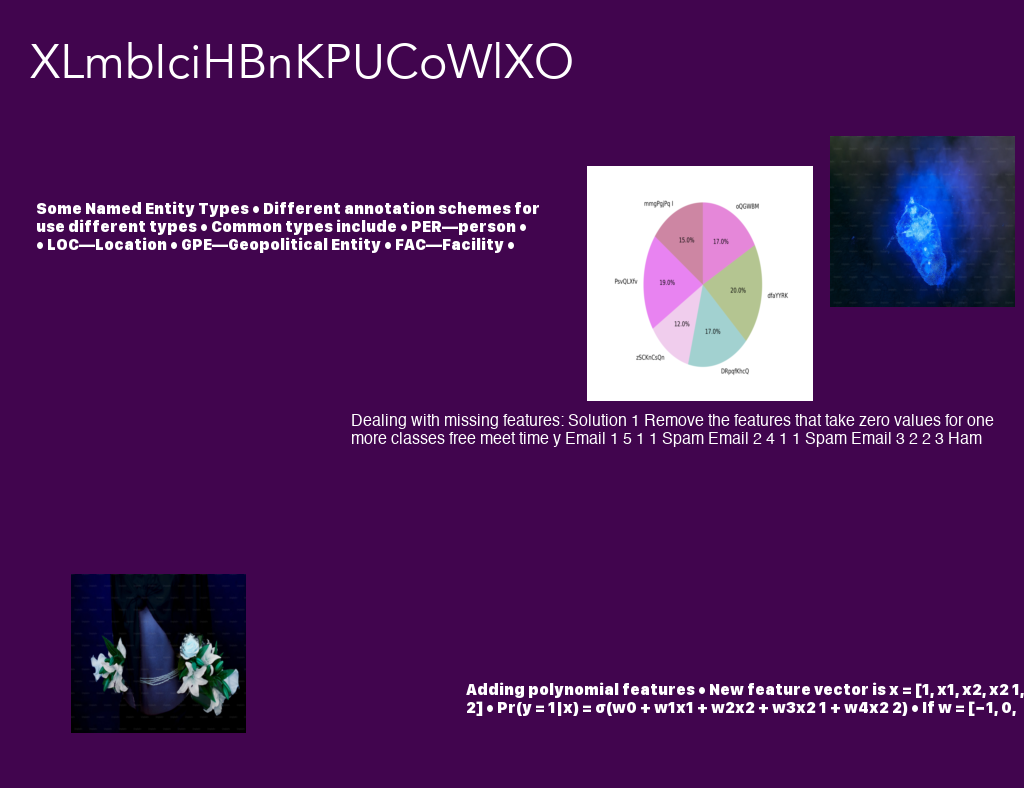 XLmbIciHBnKPUCoWlXO
Some Named Entity Types • Different annotation schemes for
use different types • Common types include • PER—person •
• LOC—Location • GPE—Geopolitical Entity • FAC—Facility •
mmgPgjPq I
oQGWBM
15.0%
17.0%
PsvQLXfv
19.0%
20.0%
dfaYYRK
12.0%
17.0%
zSCKnCsQn
DRpqfKhcQ
Dealing with missing features: Solution 1 Remove the features that take zero values for one
more classes free meet time y Email 1 5 1 1 Spam Email 2 4 1 1 Spam Email 3 2 2 3 Ham
Adding polynomial features • New feature vector is x = [1, x1, x2, x2 1,
2] • Pr(y = 1|x) = σ(w0 + w1x1 + w2x2 + w3x2 1 + w4x2 2) • If w = [−1, 0,